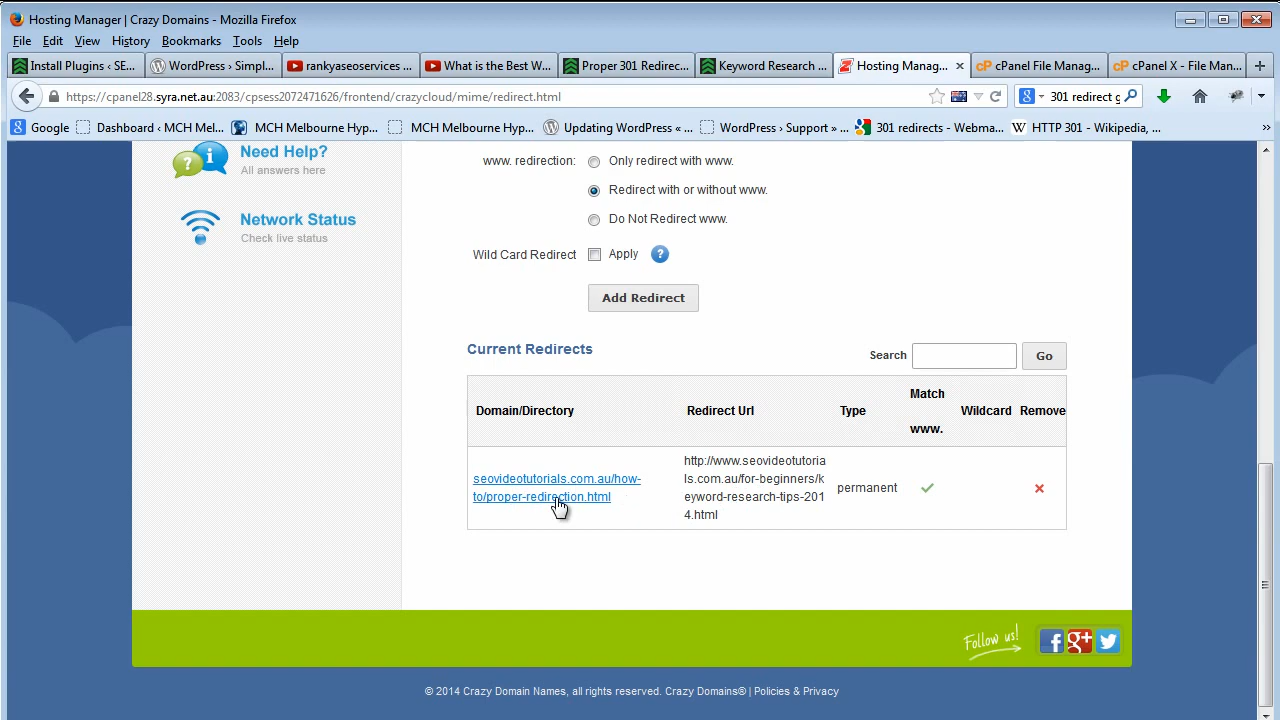 Hosting Manager | Crazy Domains - Mozilla Firefox
File Edit View History Bookmarks Tools Help
Install Plugins ‹ SE... WordPress › Simpl... rankyaseoservices ... What is the Best W... Proper 301 Redirec... Keyword Research ... Hosting Manag... cPanel File Manag... cPanel X - File Man...
https://cpanel28.syra.net.au:2083/cpsess2072471626/frontend/crazycloud/mime/redirect.html 301 redirect g
Google Dashboard ‹ MCH Mel... MCH Melbourne Hyp... MCH Melbourne Hyp... Updating WordPress « ... WordPress › Support » ... 301 redirects - Webma... HTTP 301 - Wikipedia, ...
Need Help?
All answers here
Network Status
Check live status
www. redirection: Only redirect with www.
Redirect with or without www.
Do Not Redirect www.
Wild Card Redirect Apply ?
Add Redirect
Current Redirects
Search Go
Domain/Directory Redirect Url Type Match www. Wildcard Remove
seovideotutorials.com.au/how-
to/proper-redirection.html
http://www.seovideotutoria
ls.com.au/for-beginners/k
eyword-research-tips-201
4.html
permanent
Follow us!
© 2014 Crazy Domain Names, all rights reserved. Crazy Domains® | Policies & Privacy